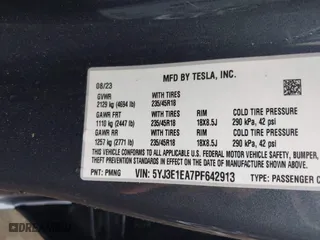 MFD BY TESLA, INC.
08/23
GVWR WITH TIRES
2129 kg (4694 lb) 235/45R18
GAWR FRT WITH TIRES RIM COLD TIRE PRESSURE
1110 kg (2447 lb) 235/45R18 18X8.5J 290 kPa, 42 psi
GAWR RR WITH TIRES RIM COLD TIRE PRESSURE
1257 kg (2771 lb) 235/45R18 18X8.5J 290 kPa, 42 psi
THIS VEHICLE CONFORMS TO ALL APPLICABLE U.S. FEDERAL MOTOR VEHICLE SAFETY, BUMPER,
AND THEFT PREVENTION STANDARDS IN EFFECT ON THE DATE OF MANUFACTURE SHOWN ABOVE.
PNT: PMNG VIN: 5YJ3E1EA7PF642913 TYPE: PASSENGER C